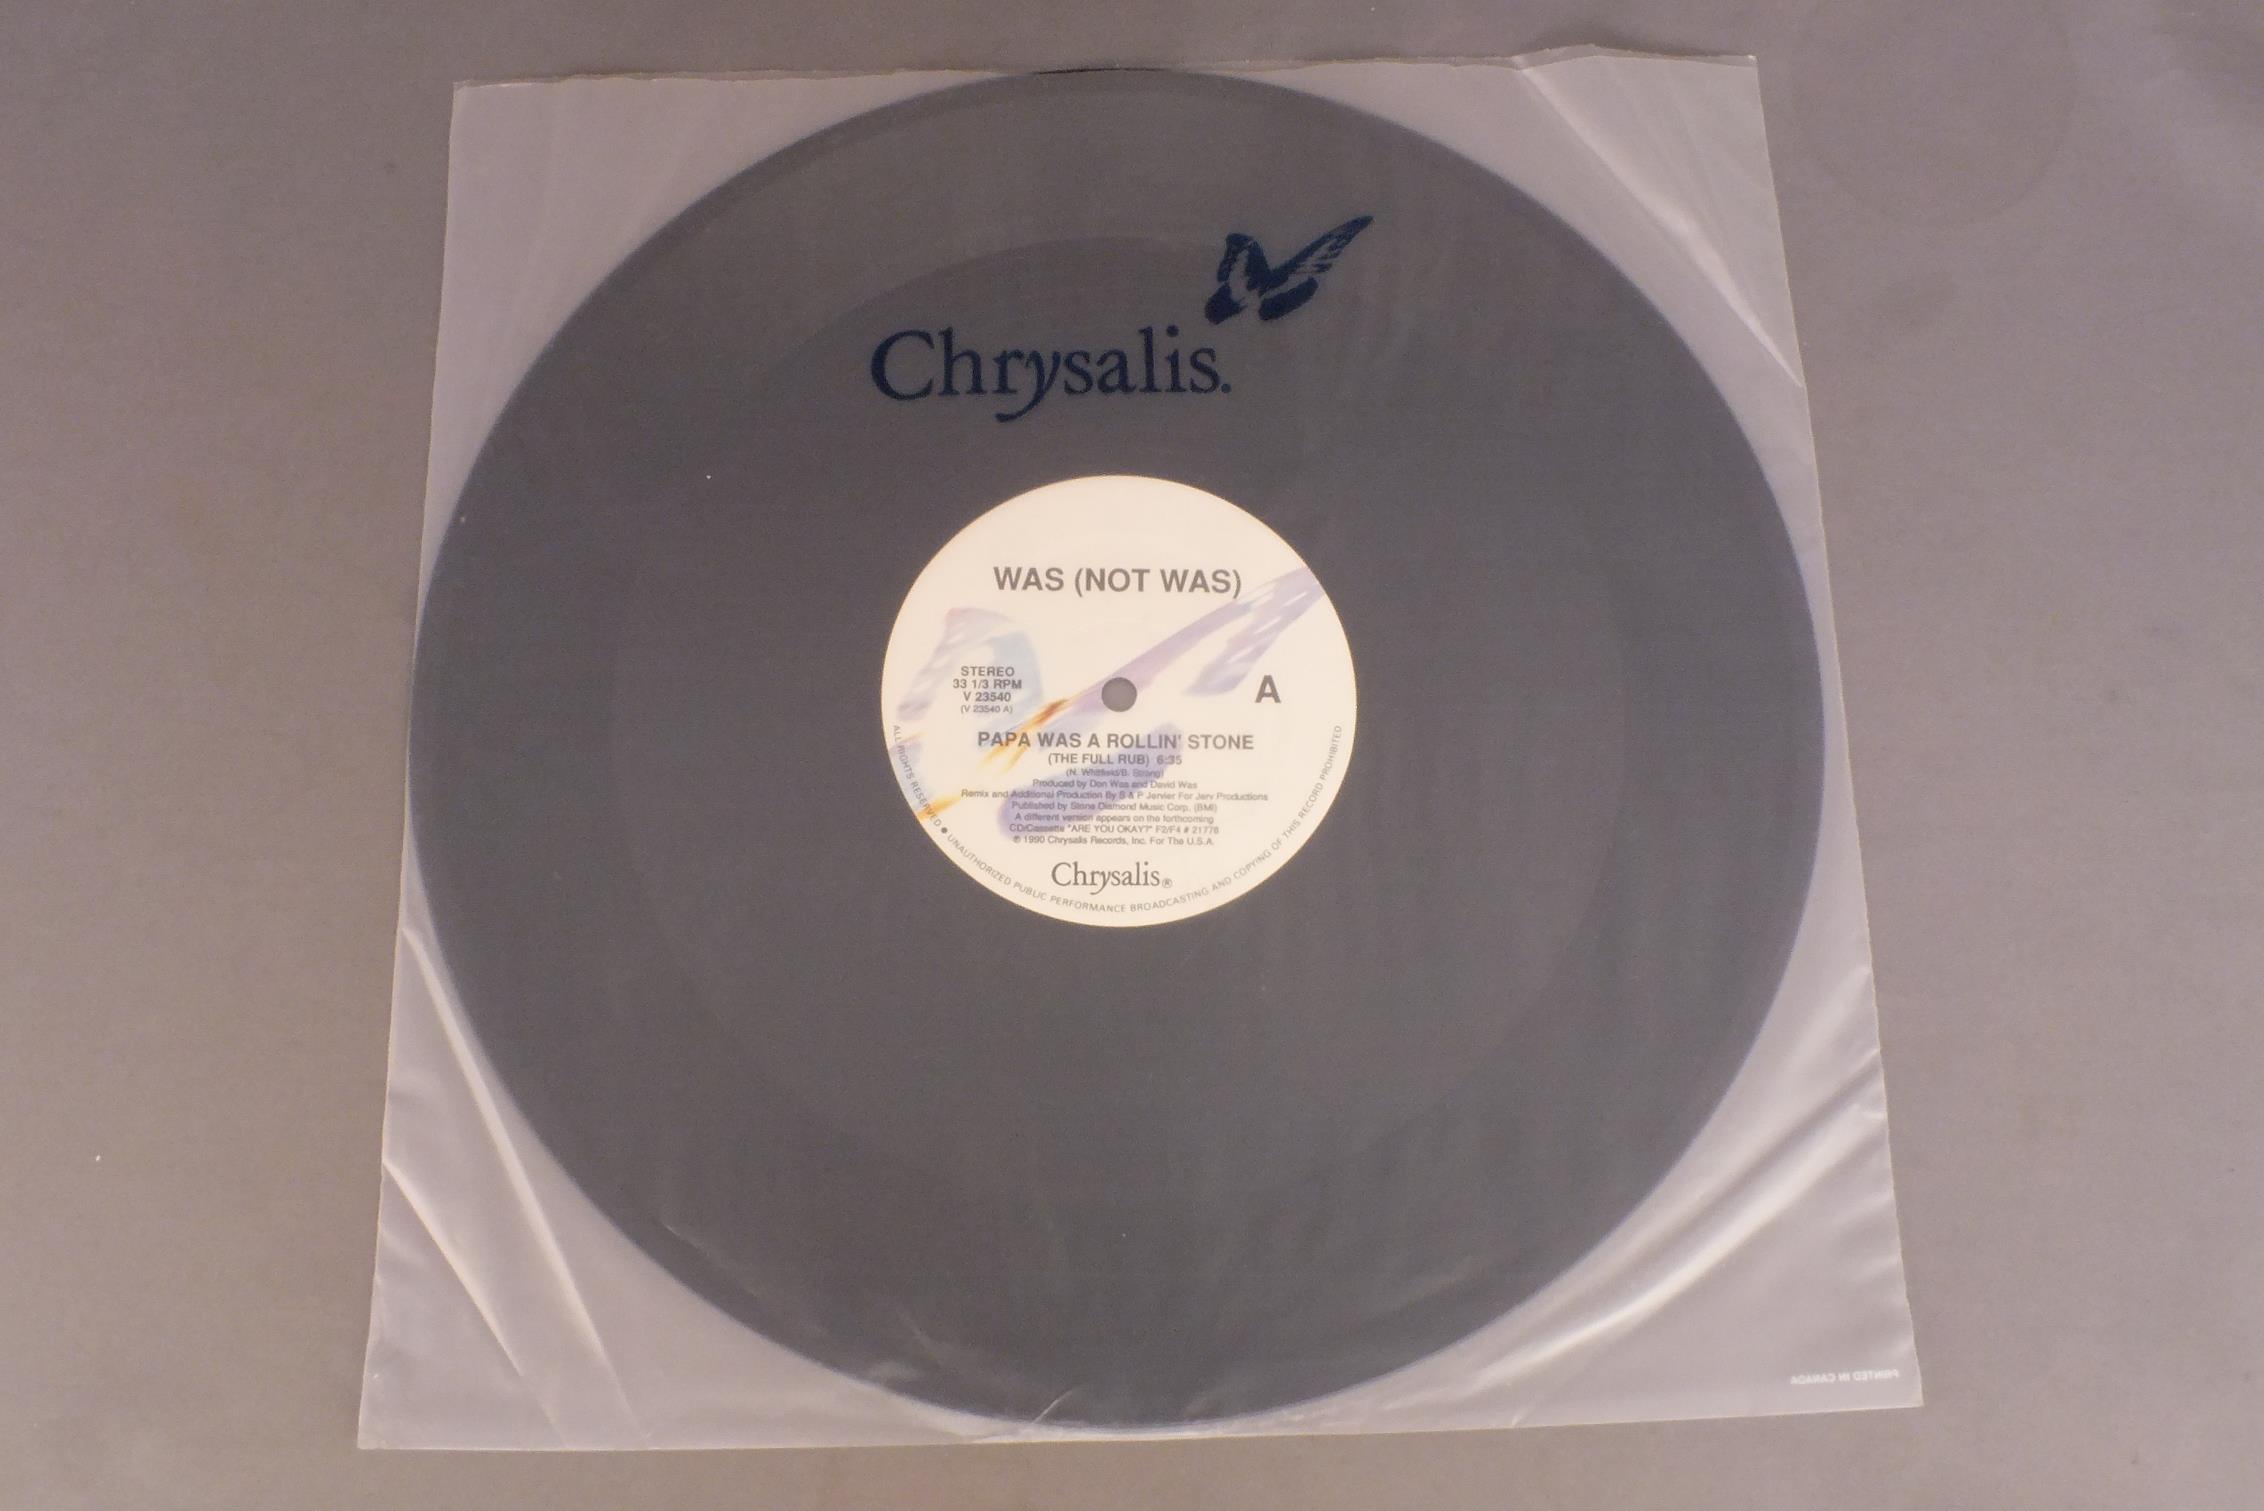 Chrysalis.
WAS (NOT WAS)
STEREO
33 1/3 RPM
V 23540
(V 23540 A)
A
PAPA WAS A ROLLIN' STONE
(THE FULL RUB) 6:35
(N. Whitfield/B. Strong)
Produced by Don Was and David Was
Remix and Additional Production By S & P Jervier For Jerv Productions
Published by Stone Diamond Music Corp. (BMI)
A different version appears on the forthcoming
CD/Cassette "ARE YOU OKAY?" F2/F4 # 21778
℗ 1990 Chrysalis Records, Inc. For The U.S.A.
Chrysalis®
ALL RIGHTS RESERVED ● UNAUTHORIZED PUBLIC PERFORMANCE BROADCASTING AND COPYING OF THIS RECORD PROHIBITED
PRINTED IN CANADA